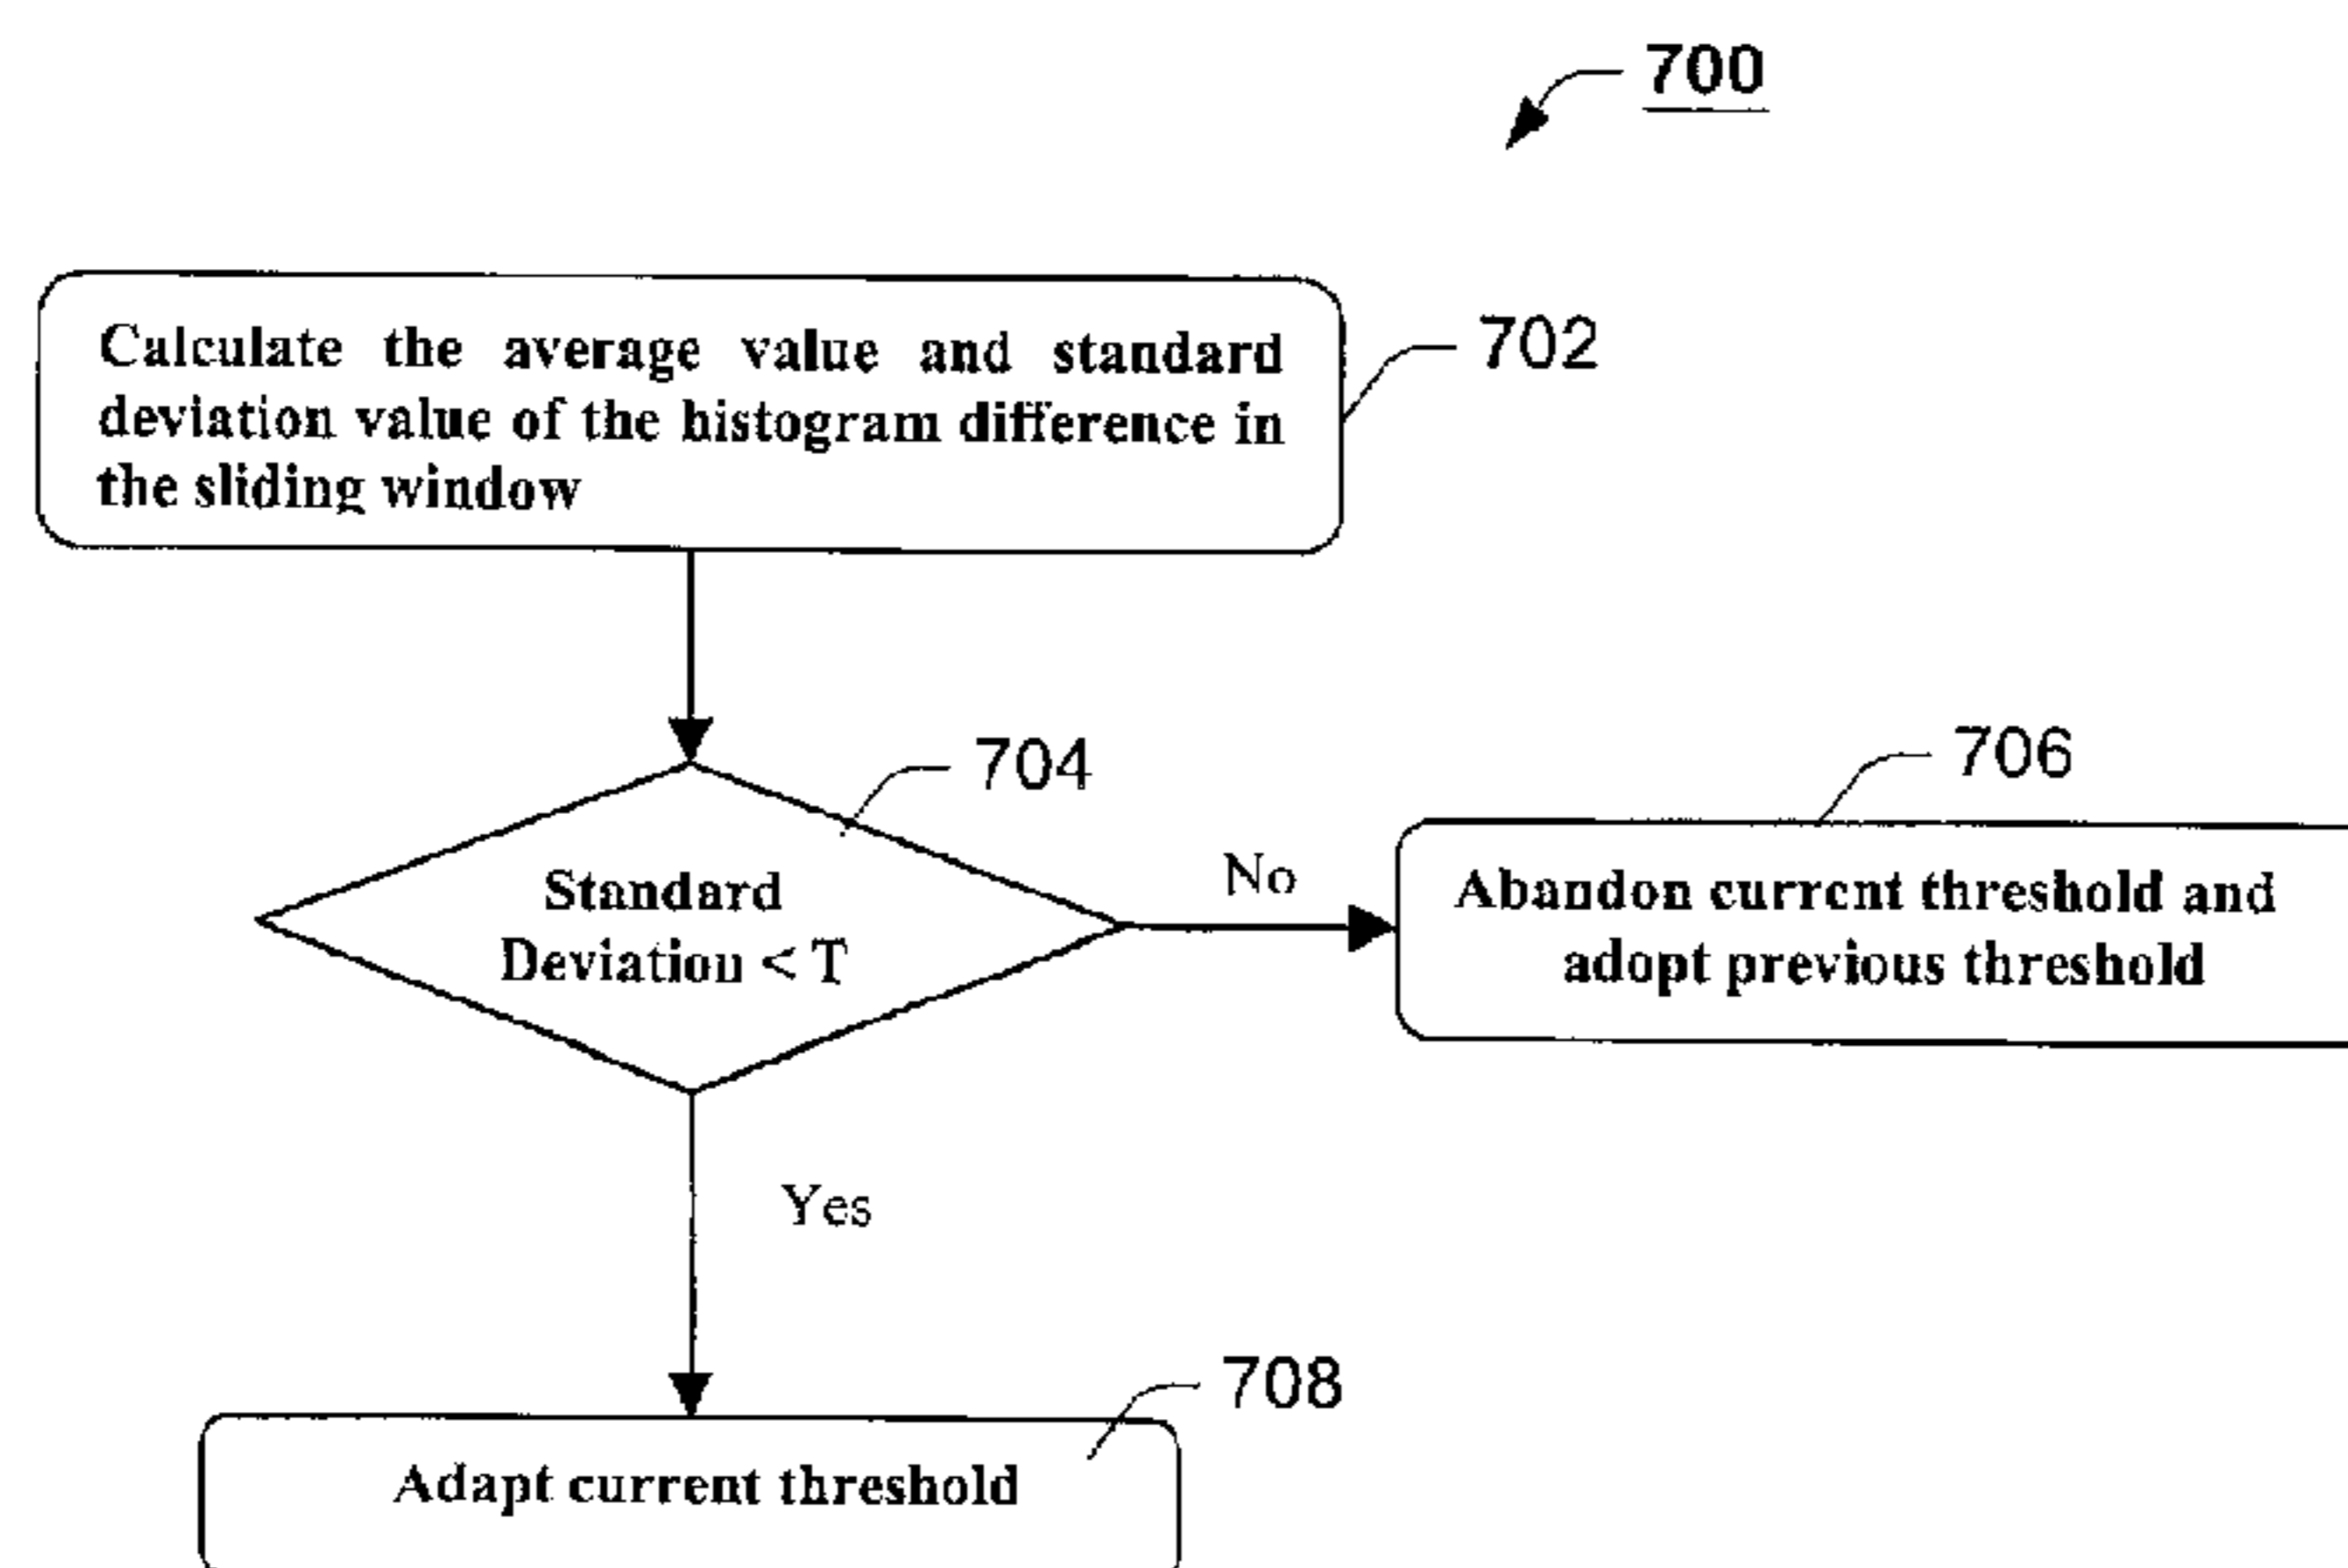 700
Calculate the average value and standard
deviation value of the histogram difference in
the sliding window
702
704
Standard
Deviation < T
No
706
Abandon current threshold and
adopt previous threshold
Yes
708
Adapt current threshold